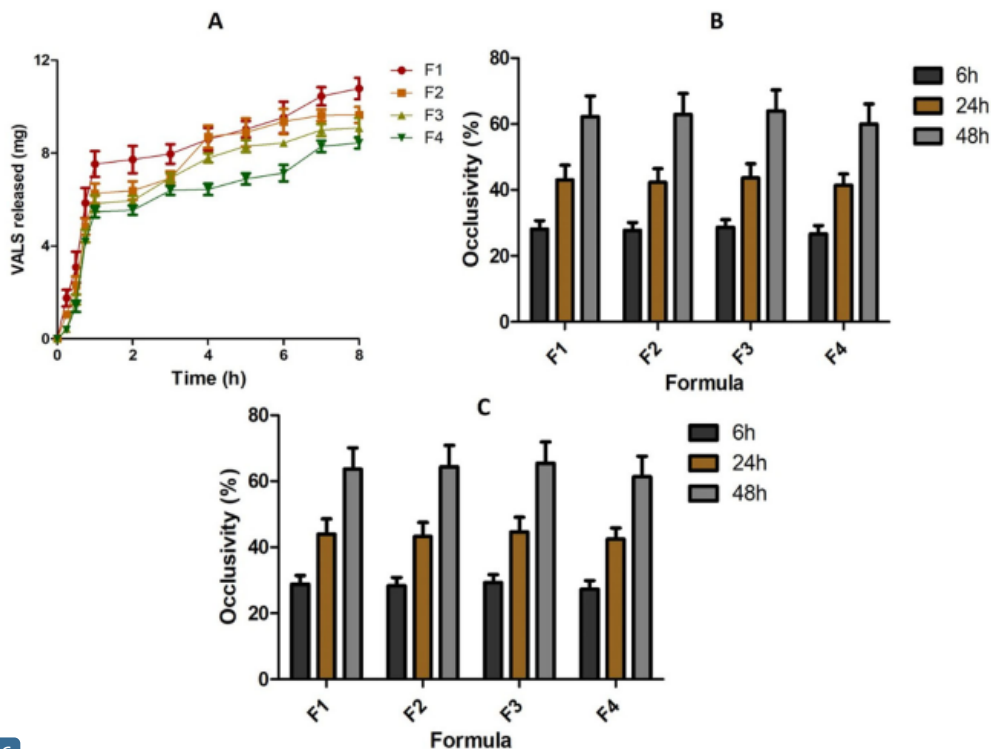 A
VALS released (mg)
12
8
4
0
0 2 4 6 8
Time (h)
F1
F2
F3
F4
B
Occlusivity (%)
80
60
40
20
0
F1 F2 F3 F4
Formula
6h
24h
48h
C
Occlusivity (%)
80
60
40
20
0
F1 F2 F3 F4
Formula
6h
24h
48h